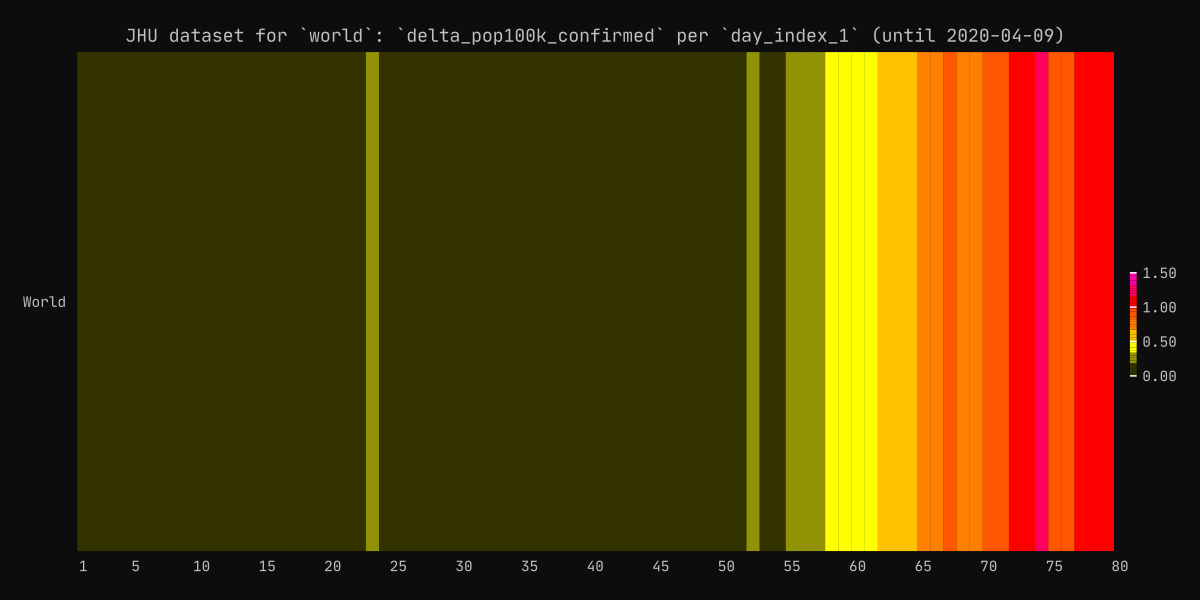 JHU dataset for `world`: `delta_pop100k_confirmed` per `day_index_1` (until 2020-04-09)
World
1.50
1.00
0.50
0.00
1 5 10 15 20 25 30 35 40 45 50 55 60 65 70 75 80